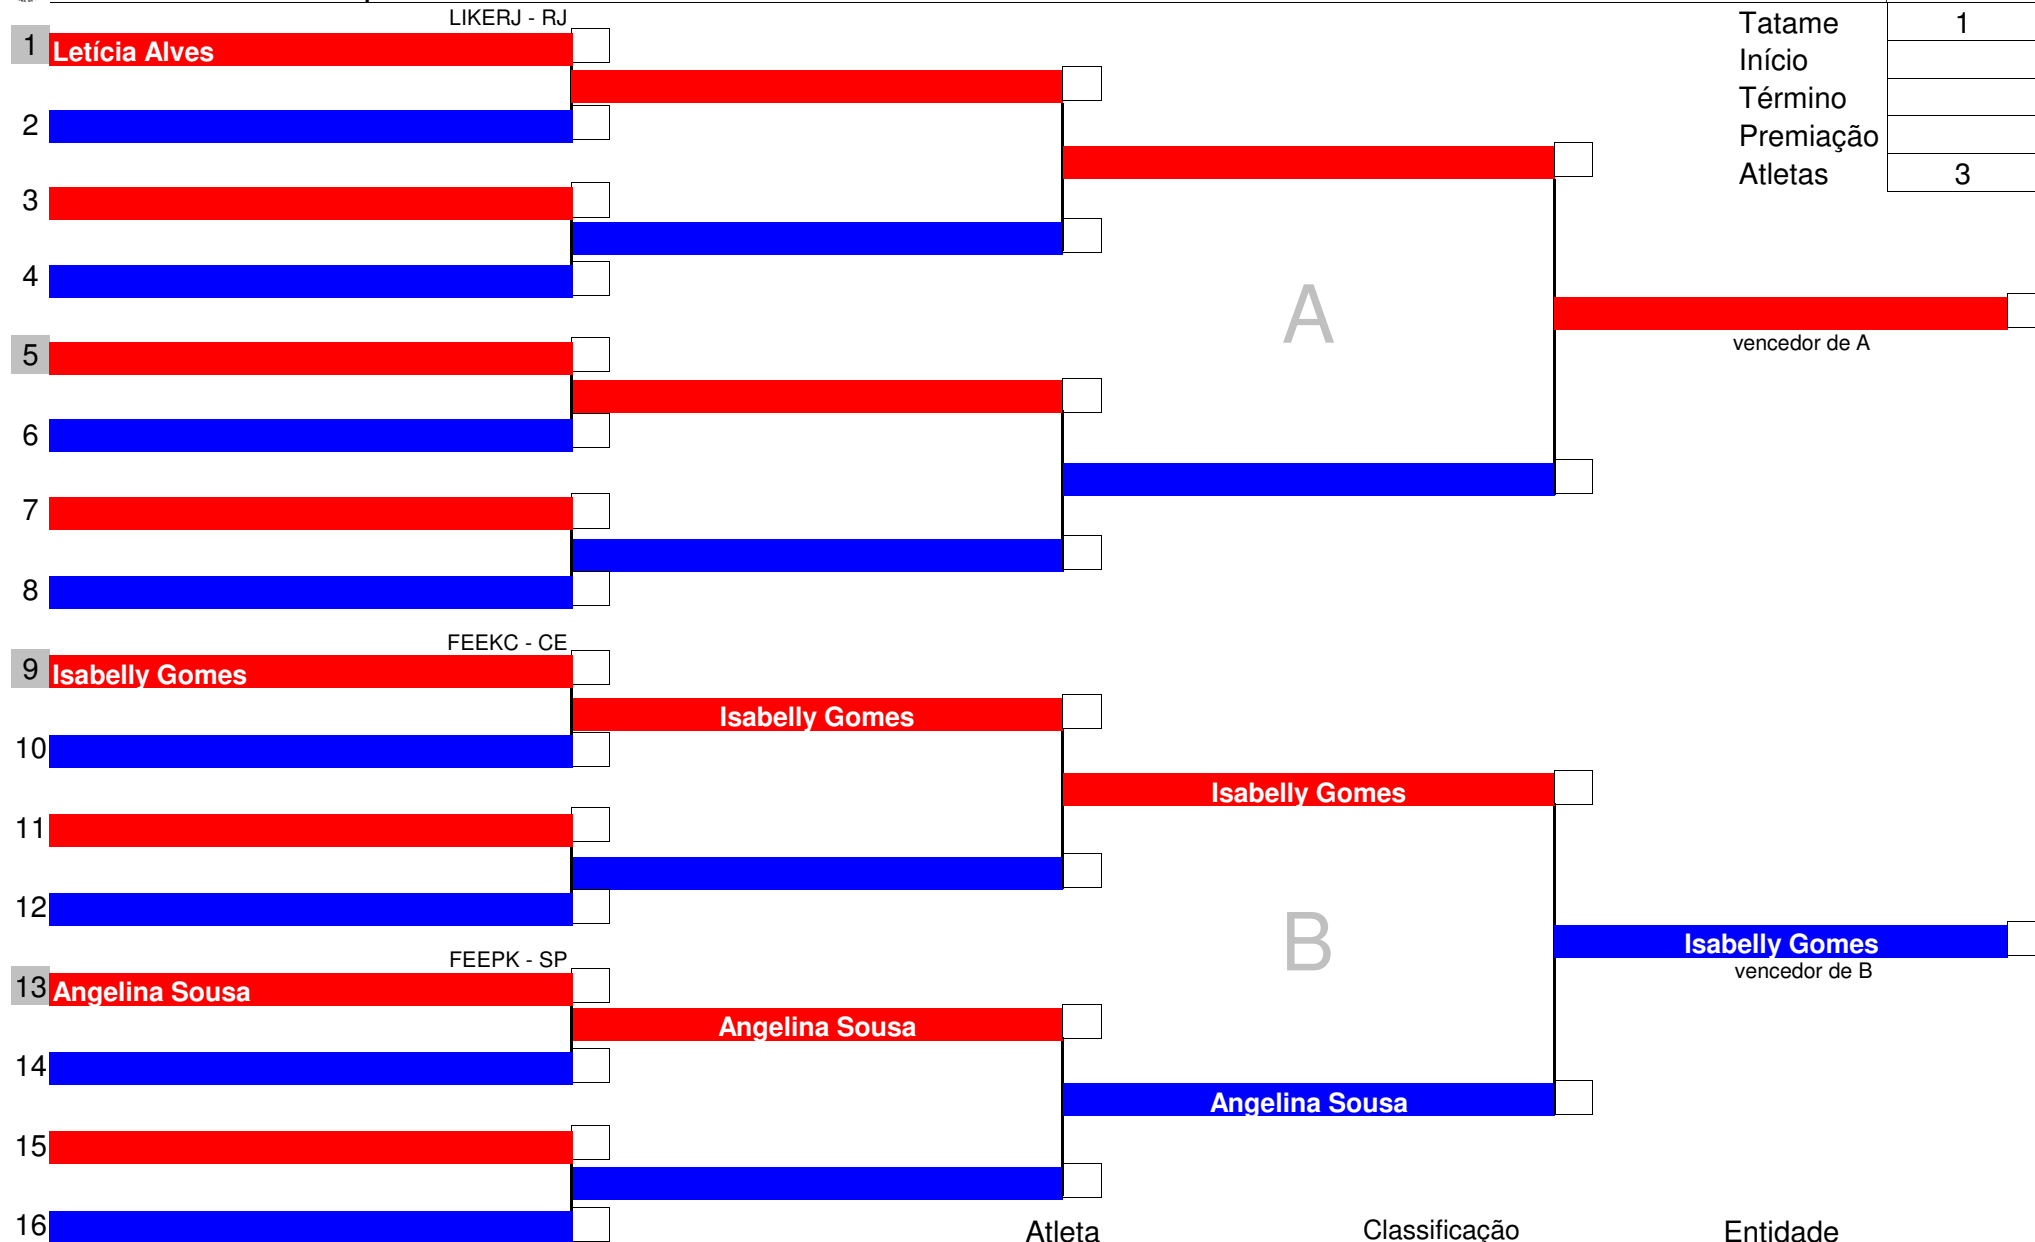 LIKERJ - RJ
Tatame 1
1 Letícia Alves
Início
Término
2
Premiação
Atletas 3
3
4
A
vencedor de A
5
6
7
8
FEEKC - CE
9 Isabelly Gomes
Isabelly Gomes
10
Isabelly Gomes
11
12
B
Isabelly Gomes
FEEPK - SP
vencedor de B
13 Angelina Sousa
Angelina Sousa
14
Angelina Sousa
15
16
Atleta Classificação Entidade